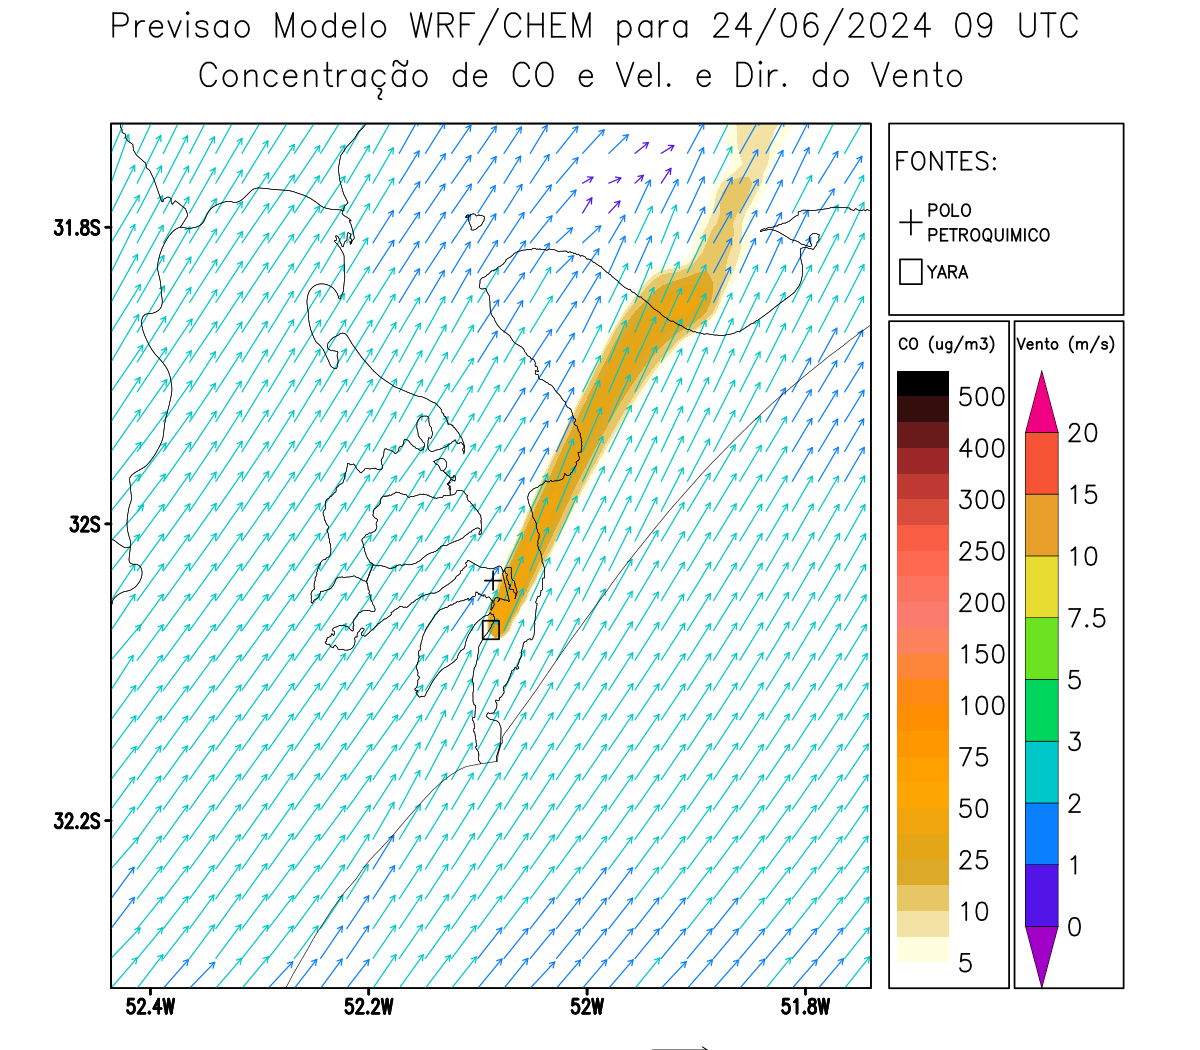 Previsao Modelo WRF/CHEM para 24/06/2024 09 UTC
Concentração de CO e Vel. e Dir. do Vento
FONTES:
POLO
PETROQUIMICO
YARA
CO (ug/m3)
500
400
300
250
200
150
100
75
50
25
10
5
Vento (m/s)
20
15
10
7.5
5
3
2
1
0
31.8S
32S
32.2S
52.4W
52.2W
52W
51.8W